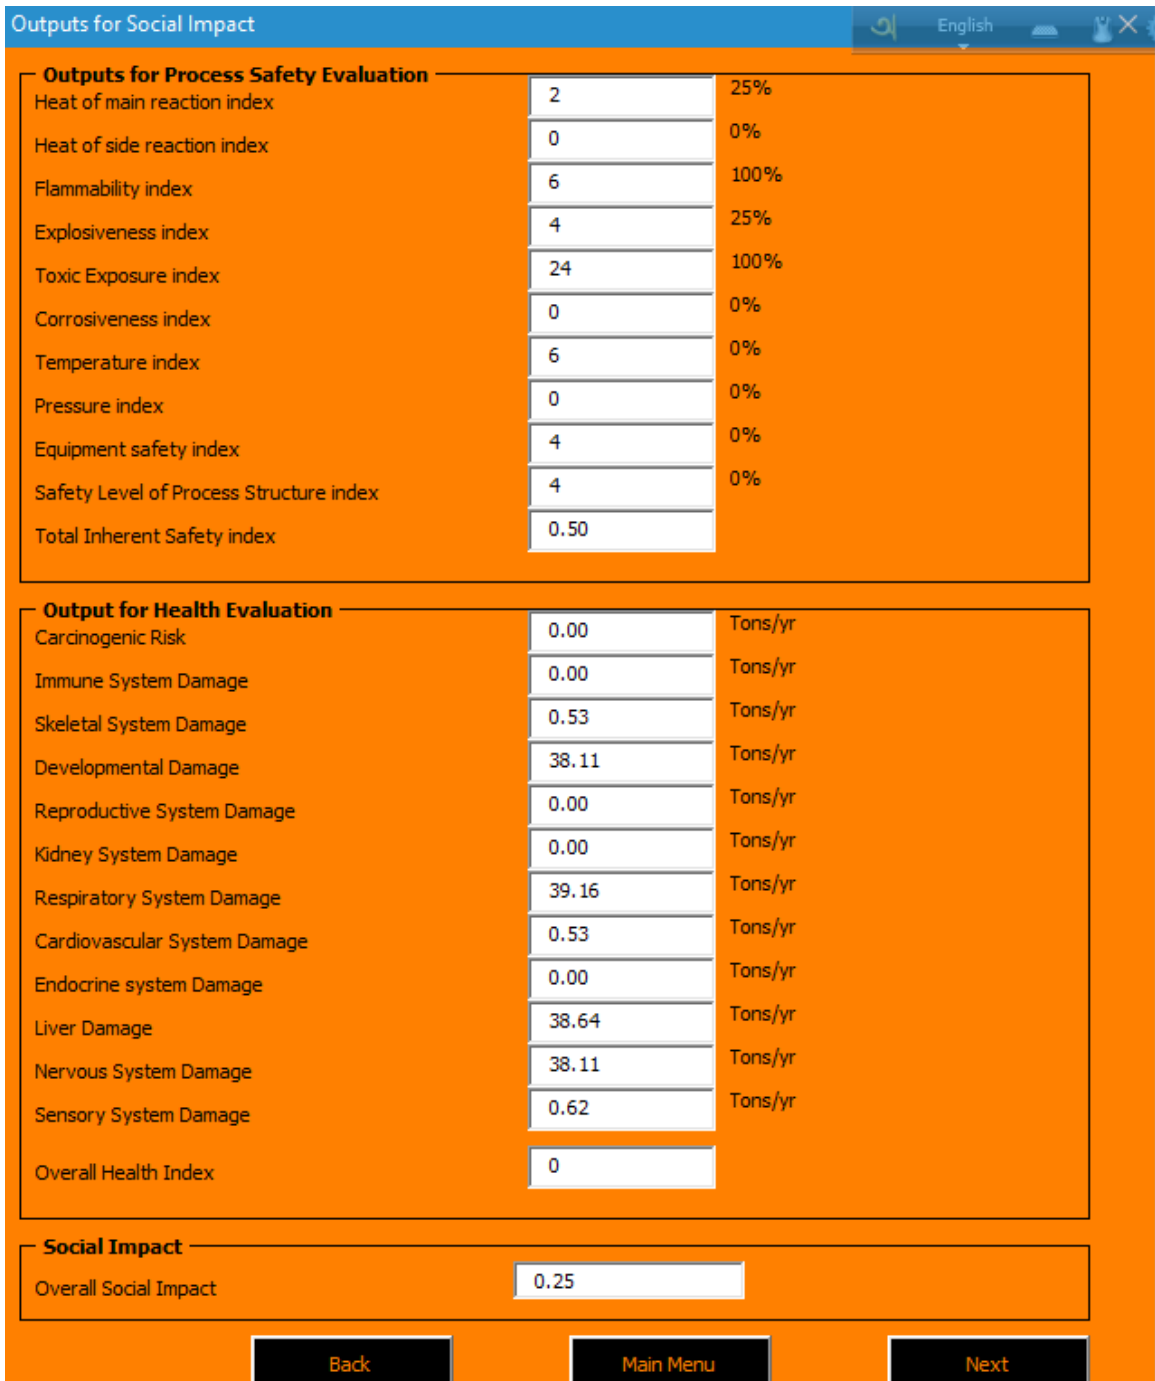 Outputs for Social Impact
અ English
Outputs for Process Safety Evaluation
Heat of main reaction index 2 25%
Heat of side reaction index 0 0%
Flammability index 6 100%
Explosiveness index 4 25%
Toxic Exposure index 24 100%
Corrosiveness index 0 0%
Temperature index 6 0%
Pressure index 0 0%
Equipment safety index 4 0%
Safety Level of Process Structure index 4 0%
Total Inherent Safety index 0.50
Output for Health Evaluation
Carcinogenic Risk 0.00 Tons/yr
Immune System Damage 0.00 Tons/yr
Skeletal System Damage 0.53 Tons/yr
Developmental Damage 38.11 Tons/yr
Reproductive System Damage 0.00 Tons/yr
Kidney System Damage 0.00 Tons/yr
Respiratory System Damage 39.16 Tons/yr
Cardiovascular System Damage 0.53 Tons/yr
Endocrine system Damage 0.00 Tons/yr
Liver Damage 38.64 Tons/yr
Nervous System Damage 38.11 Tons/yr
Sensory System Damage 0.62 Tons/yr
Overall Health Index 0
Social Impact
Overall Social Impact 0.25
Back Main Menu Next